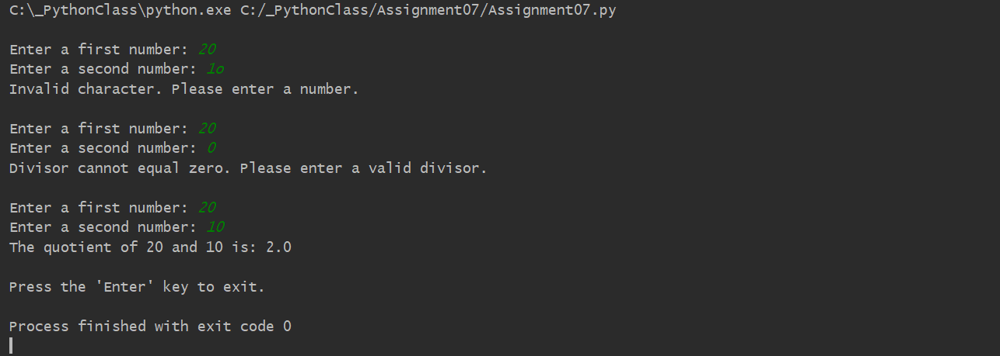 C:\_PythonClass\python.exe C:/_PythonClass/Assignment07/Assignment07.py
Enter a first number: 20
Enter a second number: 1o
Invalid character. Please enter a number.
Enter a first number: 20
Enter a second number: 0
Divisor cannot equal zero. Please enter a valid divisor.
Enter a first number: 20
Enter a second number: 10
The quotient of 20 and 10 is: 2.0
Press the 'Enter' key to exit.
Process finished with exit code 0